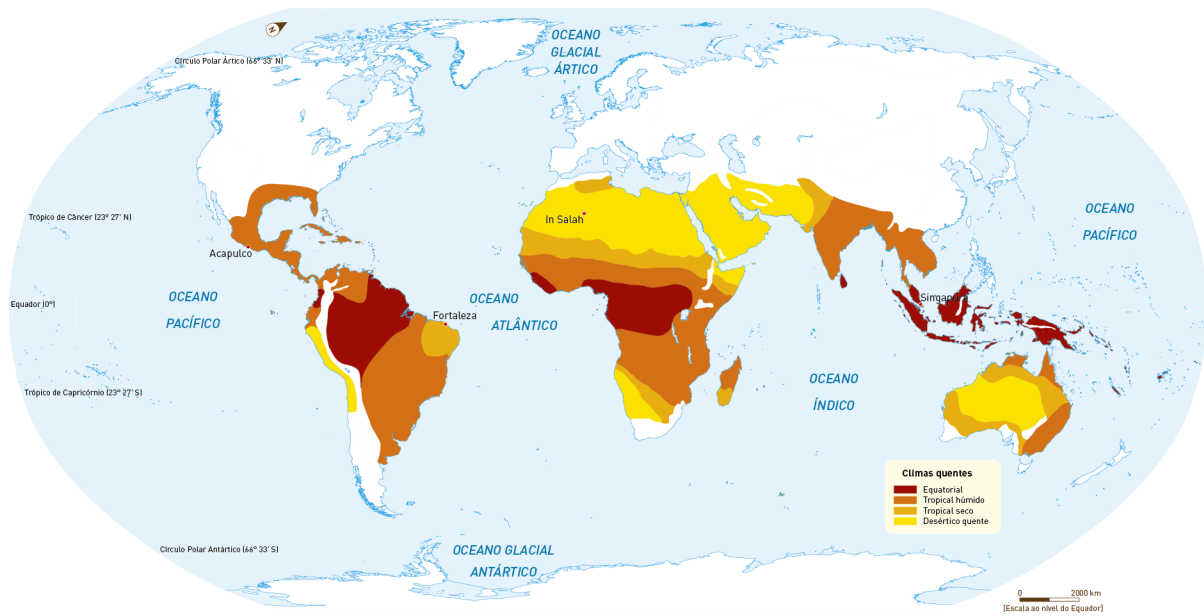 N
OCEANO
GLACIAL
ÁRTICO
Círculo Polar Ártico (66° 33' N)
Trópico de Câncer (23° 27' N)
In Salah
OCEANO
PACÍFICO
Acapulco
Equador (0°)
OCEANO
PACÍFICO
OCEANO
ATLÂNTICO
Fortaleza
Singapura
Trópico de Capricórnio (23° 27' S)
OCEANO
ÍNDICO
Climas quentes
Equatorial
Tropical húmido
Tropical seco
Desértico quente
Círculo Polar Antártico (66° 33' S)
OCEANO GLACIAL
ANTÁRTICO
0 2000 km
[Escala ao nível do Equador]